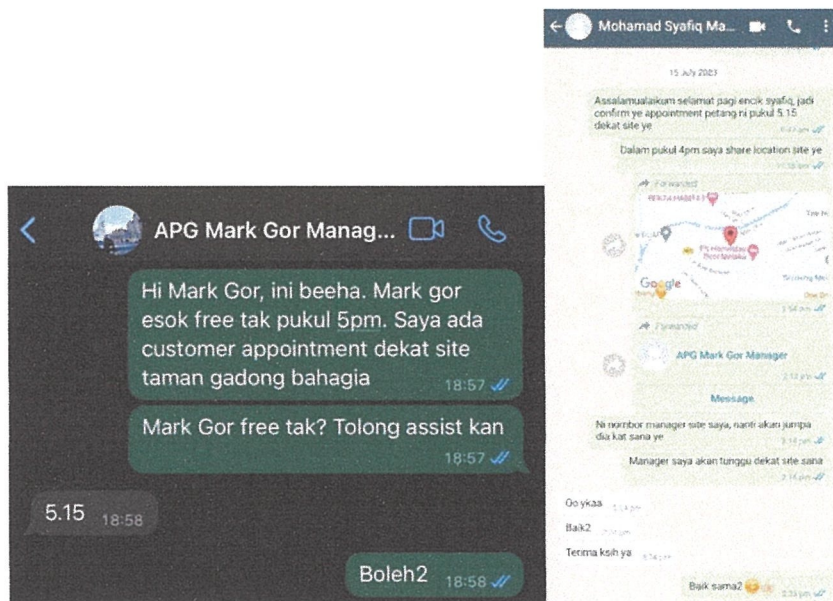 APG Mark Gor Manag...
Hi Mark Gor, ini beeha. Mark gor
esok free tak pukul 5pm. Saya ada
customer appointment dekat site
taman gadong bahagia
18:57
Mark Gor free tak? Tolong assist kan
18:57
5.15 18:58
Boleh2 18:58
Mohamad Syafiq Ma...
15 July 2023
Assalamualaikum selamat pagi encik syafiq, jadi
confirm ye appointment petang ni pukul 5.15
dekat site ye
Dalam pukul 4pm saya share location site ye
Forwarded
Google
Forwarded
APG Mark Gor Manager
Message
Ni nombor manager site saya, nanti akan jumpa
dia kat sana ye
Manager saya akan tunggu dekat site sana
Baik2
Terima ksih ya
Baik sama2